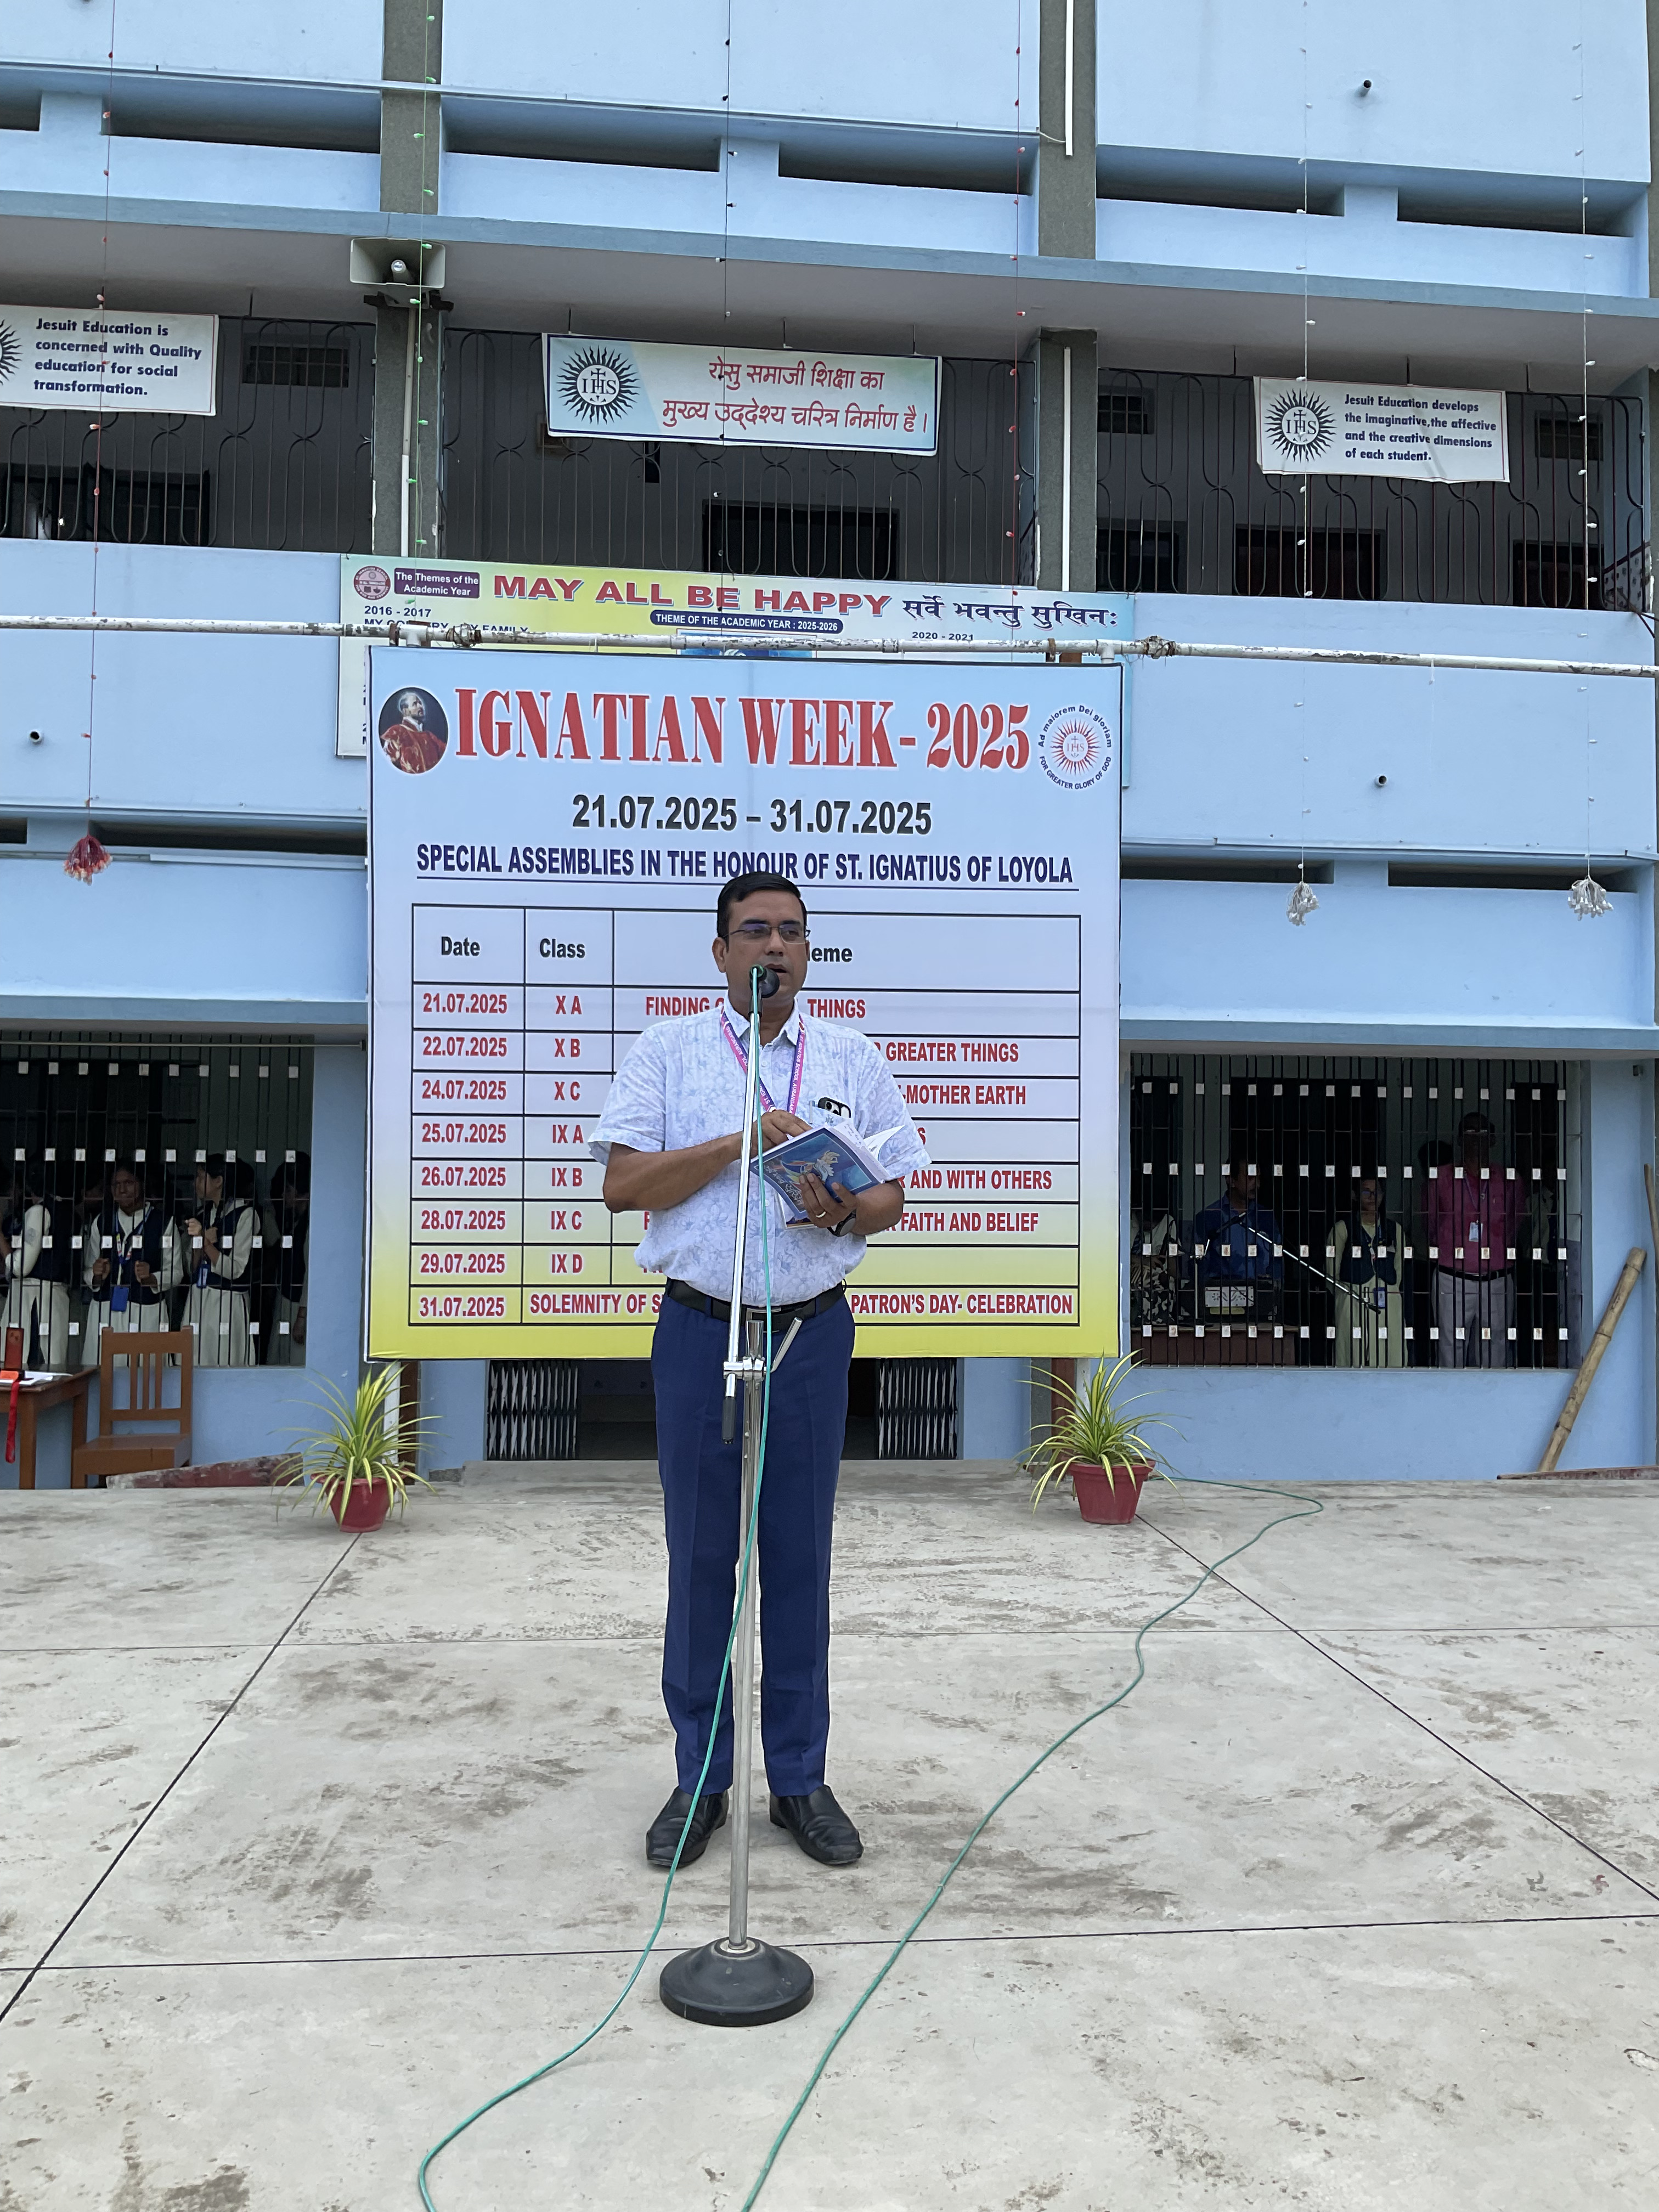 Jesuit Education is
concerned with Quality
education for social
transformation.
IHS
येसु समाजी शिक्षा का
मुख्य उद्देश्य चरित्र निर्माण है।
IHS
Jesuit Education develops
the imaginative,the affective
and the creative dimensions
of each student.
The Themes of the
Academic Year
MAY ALL BE HAPPY सर्वे भवन्तु सुखिनः
THEME OF THE ACADEMIC YEAR : 2025-2026
2016 - 2017
2020 - 2021
IGNATIAN WEEK- 2025
Ad maiorem Dei gloriam
IHS
FOR GREATER GLORY OF GOD
21.07.2025 – 31.07.2025
SPECIAL ASSEMBLIES IN THE HONOUR OF ST. IGNATIUS OF LOYOLA
Date Class
21.07.2025 X A FINDING THINGS
22.07.2025 X B GREATER THINGS
24.07.2025 X C -MOTHER EARTH
25.07.2025 IX A
26.07.2025 IX B AND WITH OTHERS
28.07.2025 IX C FAITH AND BELIEF
29.07.2025 IX D
31.07.2025 SOLEMNITY OF PATRON'S DAY- CELEBRATION